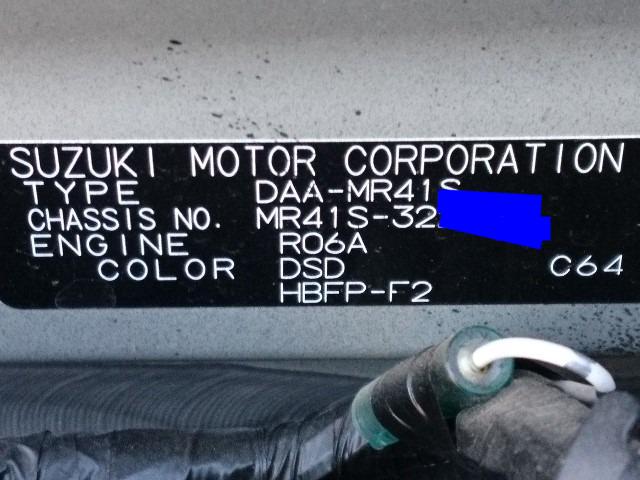 SUZUKI MOTOR CORPORATION
TYPE DAA-MR41S
CHASSIS NO. MR41S-32
ENGINE R06A
COLOR DSD C64
HBFP-F2